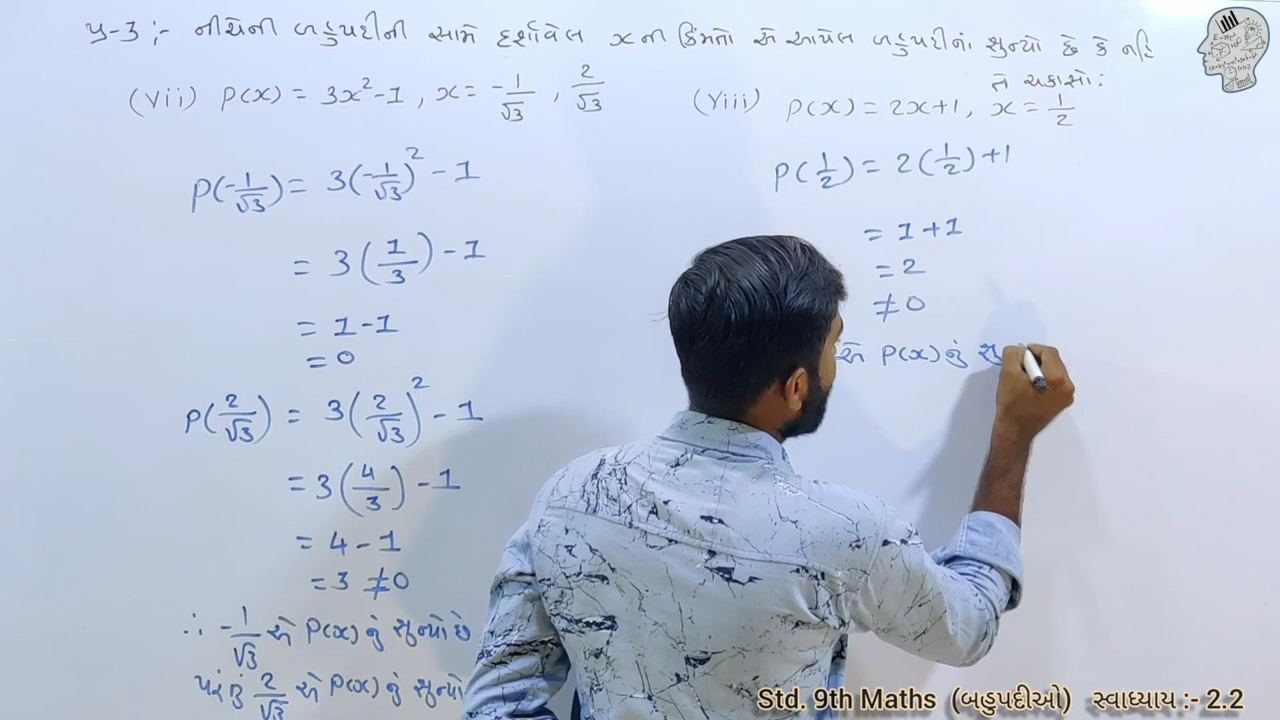 પ્ર-3 :- નીચેની બહુપદીની સામે દર્શાવેલ x ની કિંમતો એ આપેલ બહુપદીનાં શુન્યો છે કે નહિ
તે ચકાસો :
(vii) P(x) = 3x² - 1 , x = -1/√3 , 2/√3
P(-1/√3) = 3(-1/√3)² - 1
= 3(1/3) - 1
= 1 - 1
= 0
P(2/√3) = 3(2/√3)² - 1
= 3(4/3) - 1
= 4 - 1
= 3 ≠ 0
∴ -1/√3 એ P(x) નું શુન્યો છે
પરંતુ 2/√3 એ P(x) નું શુન્યો
(viii) P(x) = 2x + 1, x = 1/2
P(1/2) = 2(1/2) + 1
= 1 + 1
= 2
≠ 0
એ P(x) નું શુ
Std. 9th Maths (બહુપદીઓ) સ્વાધ્યાય :- 2.2